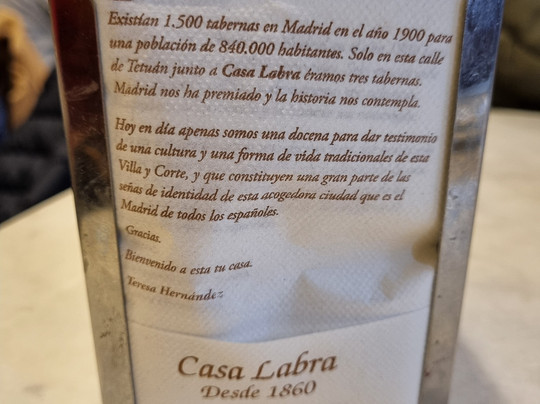 Existían 1.500 tabernas en Madrid en el año 1900 para
una población de 840.000 habitantes. Solo en esta calle
de Tetuán junto a Casa Labra éramos tres tabernas.
Madrid nos ha premiado y la historia nos contempla.
Hoy en día apenas somos una docena para dar testimonio
de una cultura y una forma de vida tradicionales de esta
Villa y Corte, y que constituyen una gran parte de las
señas de identidad de esta acogedora ciudad que es el
Madrid de todos los españoles.
Gracias.
Bienvenido a esta tu casa.
Teresa Hernández
Casa Labra
Desde 1860